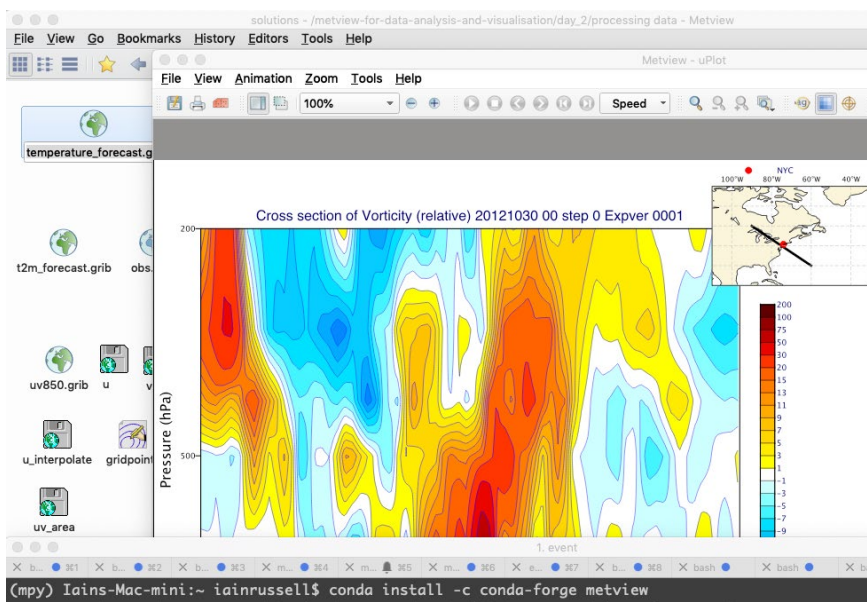 solutions - /metview-for-data-analysis-and-visualisation/day_2/processing data - Metview
File View Go Bookmarks History Editors Tools Help
Metview - uPlot
File View Animation Zoom Tools Help
100%
Speed
temperature_forecast.g
t2m_forecast.grib
obs.
uv850.grib
u
v
u_interpolate
gridpoint
uv_area
NYC
100°W 80°W 60°W 40°W
Cross section of Vorticity (relative) 20121030 00 step 0 Expver 0001
200
500
Pressure (hPa)
200
100
75
50
30
20
15
13
11
9
7
5
3
1
-1
-3
-5
-7
-9
1. event
b... ⌘1 b... ⌘2 b... ⌘3 m... ⌘4 m... ⌘5 m... ⌘6 e... ⌘7 b... ⌘8 bash bash ba
(mpy) Iains-Mac-mini:~ iainrussell$ conda install -c conda-forge metview